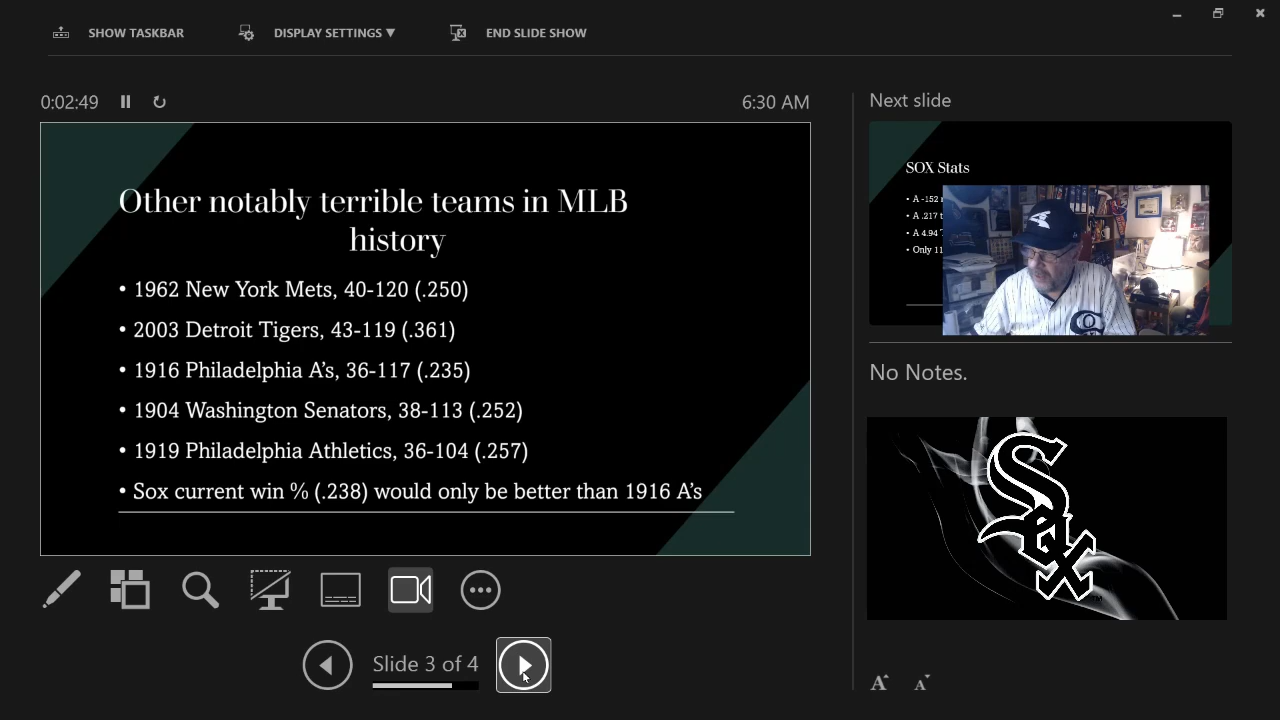 SHOW TASKBAR
DISPLAY SETTINGS ▼
END SLIDE SHOW
0:02:49
6:30 AM
Other notably terrible teams in MLB
history
• 1962 New York Mets, 40-120 (.250)
• 2003 Detroit Tigers, 43-119 (.361)
• 1916 Philadelphia A’s, 36-117 (.235)
• 1904 Washington Senators, 38-113 (.252)
• 1919 Philadelphia Athletics, 36-104 (.257)
• Sox current win % (.238) would only be better than 1916 A’s
Slide 3 of 4
Next slide
SOX Stats
• A -152
• A .217
• A 4.94
• Only 11
No Notes.
Sox
TM
A A